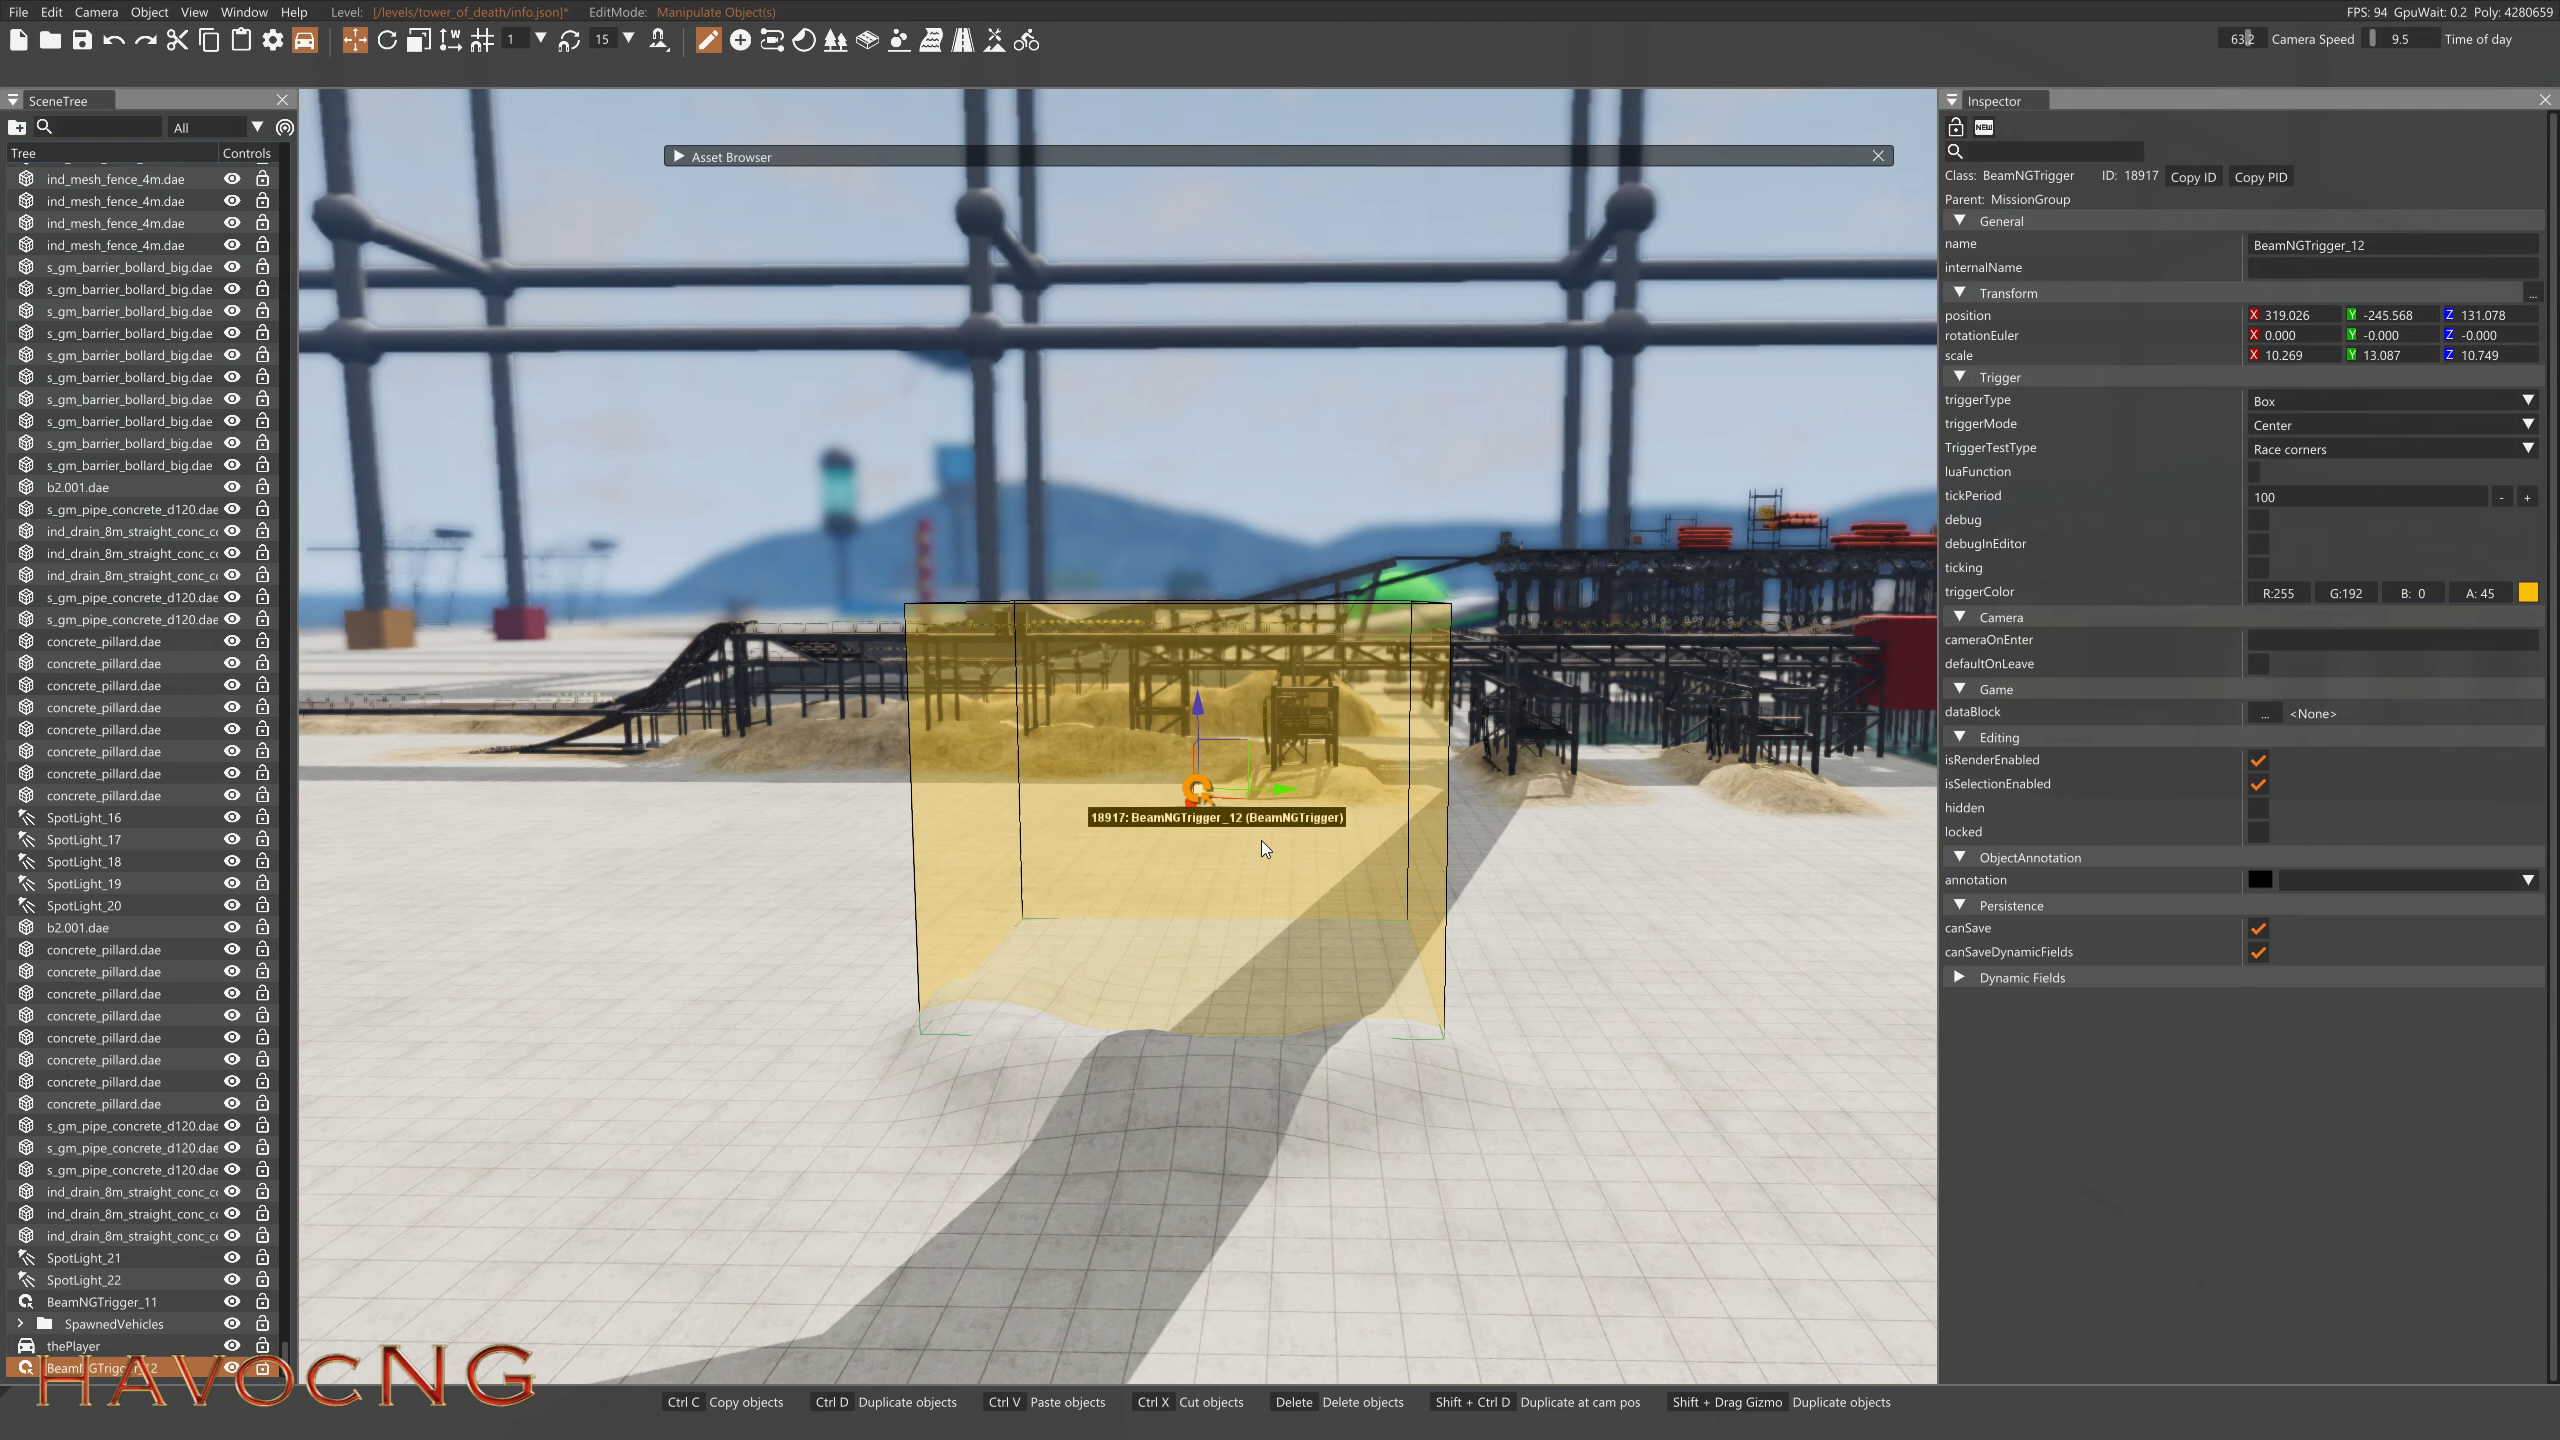 File Edit Camera Object View Window Help Level: [/levels/tower_of_death/info.json]* EditMode: Manipulate Object(s) FPS: 94 GpuWait: 0.2 Poly: 4280659
1 15 63.2 Camera Speed 9.5 Time of day
SceneTree
All
Tree Controls
ind_mesh_fence_4m.dae
ind_mesh_fence_4m.dae
ind_mesh_fence_4m.dae
ind_mesh_fence_4m.dae
s_gm_barrier_bollard_big.dae
s_gm_barrier_bollard_big.dae
s_gm_barrier_bollard_big.dae
s_gm_barrier_bollard_big.dae
s_gm_barrier_bollard_big.dae
s_gm_barrier_bollard_big.dae
s_gm_barrier_bollard_big.dae
s_gm_barrier_bollard_big.dae
s_gm_barrier_bollard_big.dae
s_gm_barrier_bollard_big.dae
b2.001.dae
s_gm_pipe_concrete_d120.dae
ind_drain_8m_straight_conc_cc
ind_drain_8m_straight_conc_cc
ind_drain_8m_straight_conc_cc
s_gm_pipe_concrete_d120.dae
s_gm_pipe_concrete_d120.dae
concrete_pillard.dae
concrete_pillard.dae
concrete_pillard.dae
concrete_pillard.dae
concrete_pillard.dae
concrete_pillard.dae
concrete_pillard.dae
concrete_pillard.dae
SpotLight_16
SpotLight_17
SpotLight_18
SpotLight_19
SpotLight_20
b2.001.dae
concrete_pillard.dae
concrete_pillard.dae
concrete_pillard.dae
concrete_pillard.dae
concrete_pillard.dae
concrete_pillard.dae
concrete_pillard.dae
concrete_pillard.dae
s_gm_pipe_concrete_d120.dae
s_gm_pipe_concrete_d120.dae
s_gm_pipe_concrete_d120.dae
ind_drain_8m_straight_conc_cc
ind_drain_8m_straight_conc_cc
ind_drain_8m_straight_conc_cc
SpotLight_21
SpotLight_22
BeamNGTrigger_11
SpawnedVehicles
thePlayer
BeamNGTrigger_12
HAVOCNG
Asset Browser
18917: BeamNGTrigger_12 (BeamNGTrigger)
Inspector
NEW
Class: BeamNGTrigger ID: 18917 Copy ID Copy PID
Parent: MissionGroup
General
name BeamNGTrigger_12
internalName
Transform ...
position X 319.026 Y -245.568 Z 131.078
rotationEuler X 0.000 Y -0.000 Z -0.000
scale X 10.269 Y 13.087 Z 10.749
Trigger
triggerType Box
triggerMode Center
TriggerTestType Race corners
luaFunction
tickPeriod 100 - +
debug
debugInEditor
ticking
triggerColor R:255 G:192 B: 0 A: 45
Camera
cameraOnEnter
defaultOnLeave
Game
dataBlock ... <None>
Editing
isRenderEnabled
isSelectionEnabled
hidden
locked
ObjectAnnotation
annotation
Persistence
canSave
canSaveDynamicFields
Dynamic Fields
Ctrl C Copy objects Ctrl D Duplicate objects Ctrl V Paste objects Ctrl X Cut objects Delete Delete objects Shift + Ctrl D Duplicate at cam pos Shift + Drag Gizmo Duplicate objects